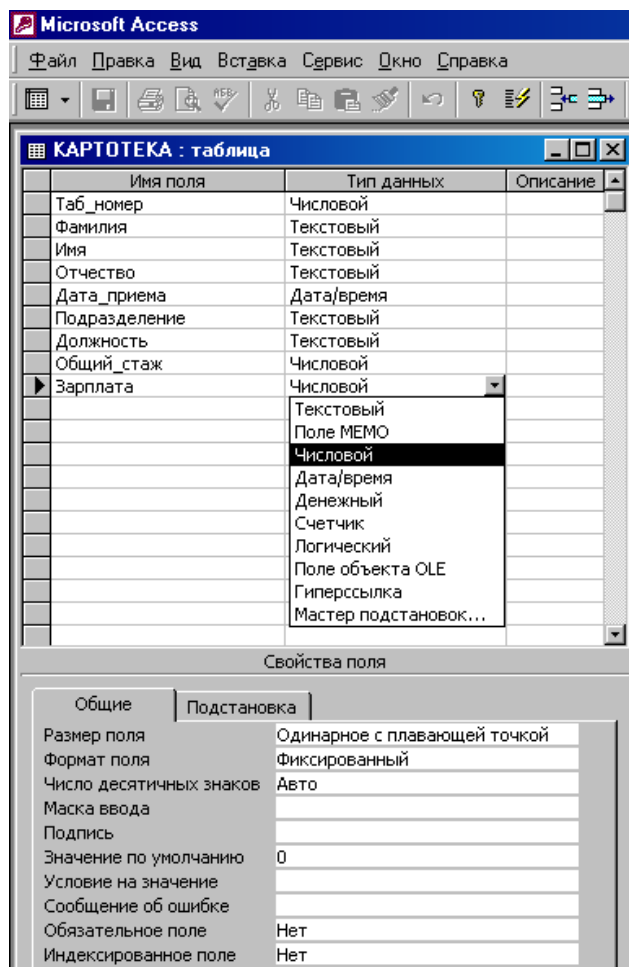 Microsoft Access
Файл Правка Вид Вставка Сервис Окно Справка
КАРТОТЕКА : таблица
Имя поля Тип данных Описание
Таб_номер Числовой
Фамилия Текстовый
Имя Текстовый
Отчество Текстовый
Дата_приема Дата/время
Подразделение Текстовый
Должность Текстовый
Общий_стаж Числовой
Зарплата Числовой
Текстовый
Поле МЕМО
Числовой
Дата/время
Денежный
Счетчик
Логический
Поле объекта OLE
Гиперссылка
Мастер подстановок...
Свойства поля
Общие Подстановка
Размер поля Одинарное с плавающей точкой
Формат поля Фиксированный
Число десятичных знаков Авто
Маска ввода
Подпись
Значение по умолчанию 0
Условие на значение
Сообщение об ошибке
Обязательное поле Нет
Индексированное поле Нет